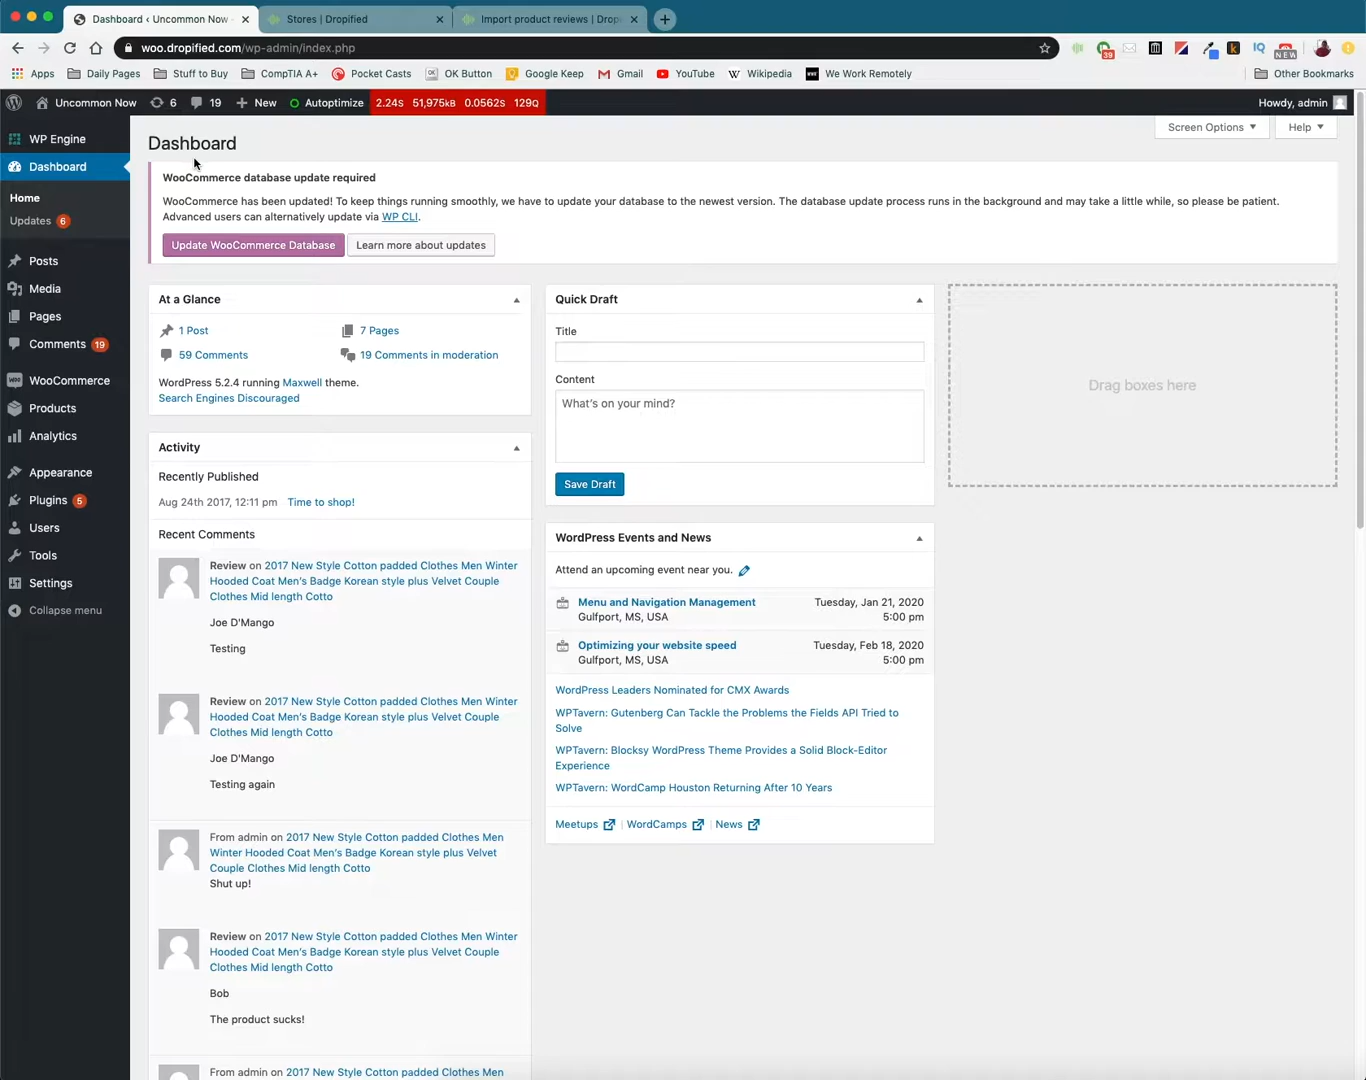 Dashboard ‹ Uncommon Now
Stores | Dropified
Import product reviews | Drop
woo.dropified.com/wp-admin/index.php
39
NEW
Apps
Daily Pages
Stuff to Buy
CompTIA A+
Pocket Casts
OK Button
Google Keep
Gmail
YouTube
Wikipedia
We Work Remotely
Other Bookmarks
Uncommon Now
6
19
New
Autoptimize
2.24S 51,975KB 0.0562S 129Q
Howdy, admin
Screen Options
Help
WP Engine
Dashboard
Home
Updates 6
Posts
Media
Pages
Comments 19
WooCommerce
Products
Analytics
Appearance
Plugins 5
Users
Tools
Settings
Collapse menu
Dashboard
WooCommerce database update required
WooCommerce has been updated! To keep things running smoothly, we have to update your database to the newest version. The database update process runs in the background and may take a little while, so please be patient.
Advanced users can alternatively update via WP CLI.
Update WooCommerce Database
Learn more about updates
At a Glance
1 Post
7 Pages
59 Comments
19 Comments in moderation
WordPress 5.2.4 running Maxwell theme.
Search Engines Discouraged
Activity
Recently Published
Aug 24th 2017, 12:11 pm Time to shop!
Recent Comments
Review on 2017 New Style Cotton padded Clothes Men Winter
Hooded Coat Men's Badge Korean style plus Velvet Couple
Clothes Mid length Cotto
Joe D'Mango
Testing
Review on 2017 New Style Cotton padded Clothes Men Winter
Hooded Coat Men's Badge Korean style plus Velvet Couple
Clothes Mid length Cotto
Joe D'Mango
Testing again
From admin on 2017 New Style Cotton padded Clothes Men
Winter Hooded Coat Men's Badge Korean style plus Velvet
Couple Clothes Mid length Cotto
Shut up!
Review on 2017 New Style Cotton padded Clothes Men Winter
Hooded Coat Men's Badge Korean style plus Velvet Couple
Clothes Mid length Cotto
Bob
The product sucks!
From admin on 2017 New Style Cotton padded Clothes Men
Quick Draft
Title
Content
What's on your mind?
Save Draft
WordPress Events and News
Attend an upcoming event near you.
Menu and Navigation Management
Gulfport, MS, USA
Tuesday, Jan 21, 2020
5:00 pm
Optimizing your website speed
Gulfport, MS, USA
Tuesday, Feb 18, 2020
5:00 pm
WordPress Leaders Nominated for CMX Awards
WPTavern: Gutenberg Can Tackle the Problems the Fields API Tried to
Solve
WPTavern: Blocksy WordPress Theme Provides a Solid Block-Editor
Experience
WPTavern: WordCamp Houston Returning After 10 Years
Meetups | WordCamps | News
Drag boxes here